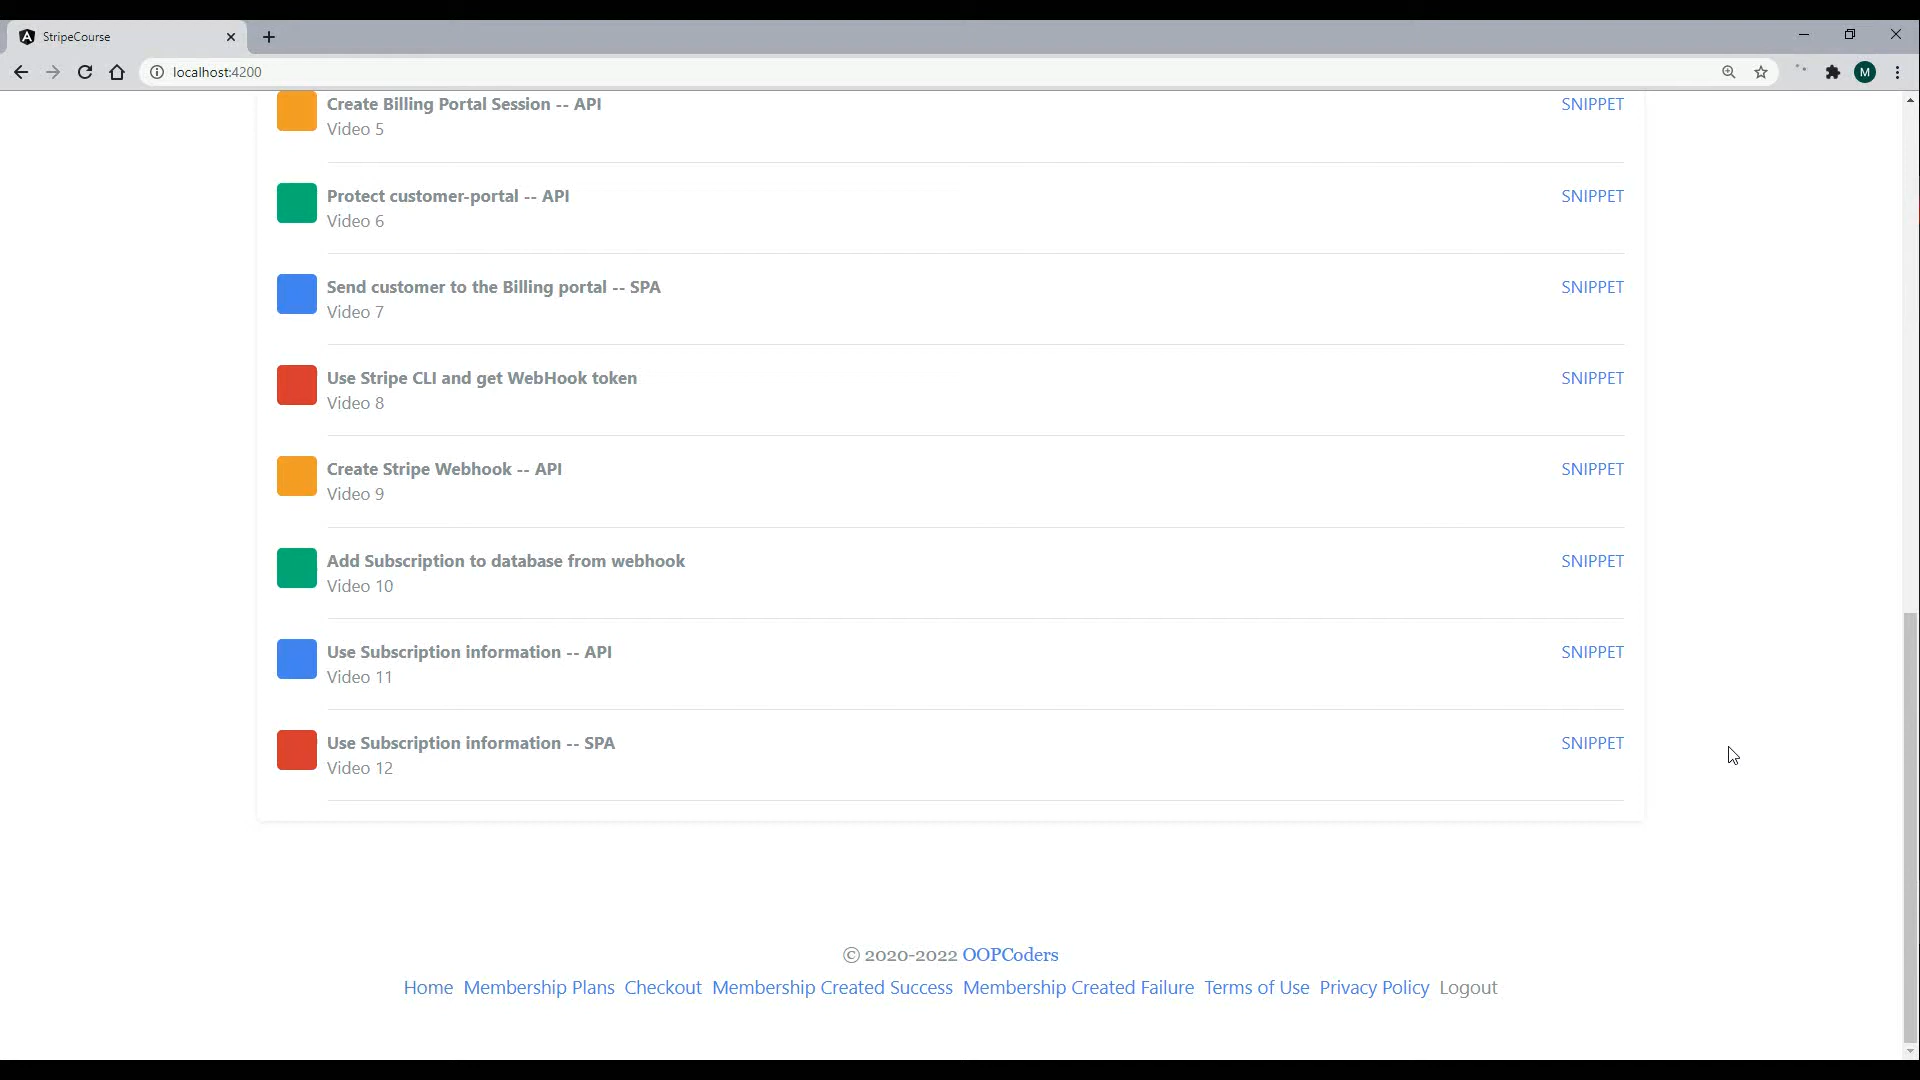 StripeCourse
localhost:4200
M
Create Billing Portal Session -- API SNIPPET
Video 5
Protect customer-portal -- API SNIPPET
Video 6
Send customer to the Billing portal -- SPA SNIPPET
Video 7
Use Stripe CLI and get WebHook token SNIPPET
Video 8
Create Stripe Webhook -- API SNIPPET
Video 9
Add Subscription to database from webhook SNIPPET
Video 10
Use Subscription information -- API SNIPPET
Video 11
Use Subscription information -- SPA SNIPPET
Video 12
© 2020-2022 OOPCoders
Home Membership Plans Checkout Membership Created Success Membership Created Failure Terms of Use Privacy Policy Logout